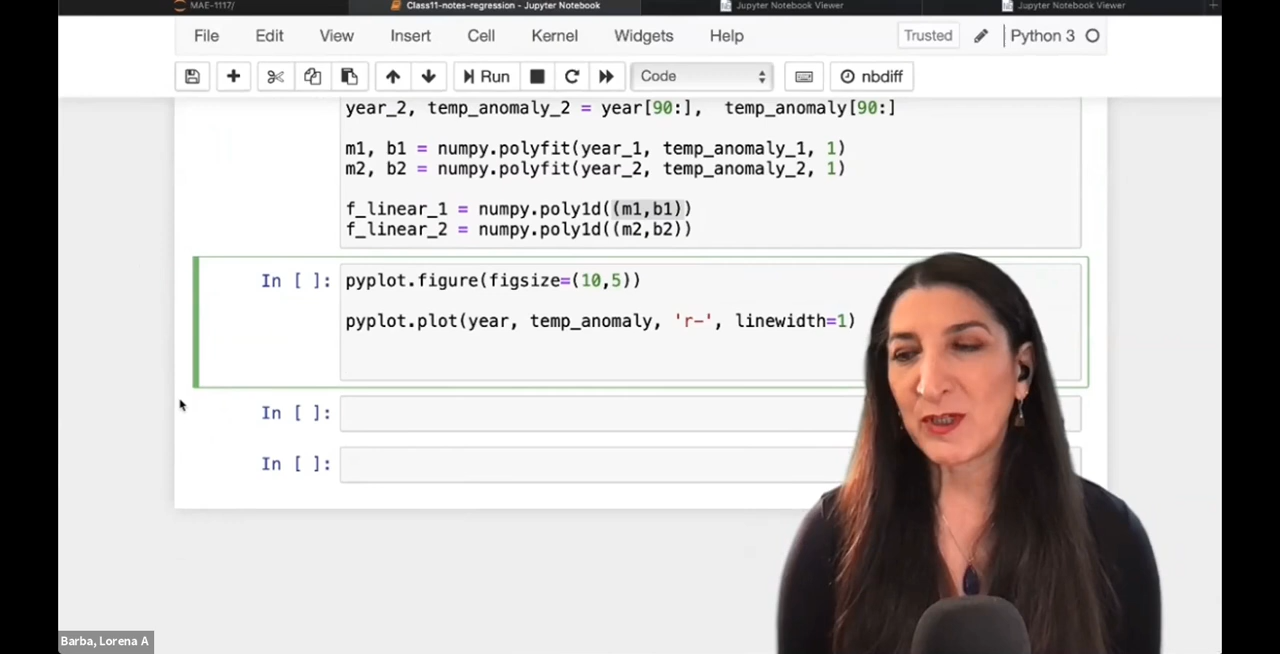 MAE-1117/
Class11-notes-regression - Jupyter Notebook
Jupyter Notebook Viewer
Jupyter Notebook Viewer
File Edit View Insert Cell Kernel Widgets Help Trusted Python 3
Run Code nbdiff
year_2, temp_anomaly_2 = year[90:], temp_anomaly[90:]
m1, b1 = numpy.polyfit(year_1, temp_anomaly_1, 1)
m2, b2 = numpy.polyfit(year_2, temp_anomaly_2, 1)
f_linear_1 = numpy.poly1d((m1,b1))
f_linear_2 = numpy.poly1d((m2,b2))
In [ ]: pyplot.figure(figsize=(10,5))
pyplot.plot(year, temp_anomaly, 'r-', linewidth=1)
In [ ]:
In [ ]:
Barba, Lorena A